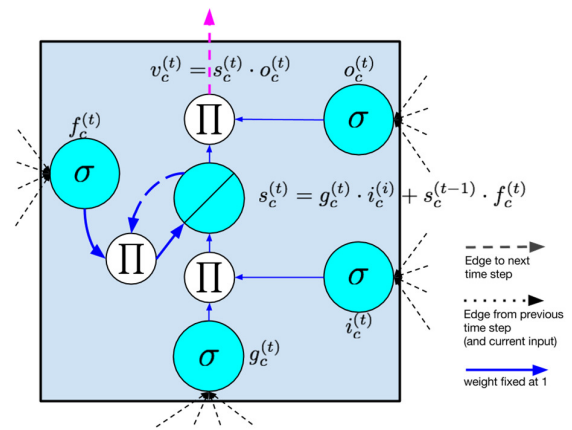 v_c^{(t)} = s_c^{(t)} · o_c^{(t)}
o_c^{(t)}
∏
σ
f_c^{(t)}
σ
s_c^{(t)} = g_c^{(t)} · i_c^{(i)} + s_c^{(t−1)} · f_c^{(t)}
∏
∏
σ
i_c^{(t)}
σ
g_c^{(t)}
Edge to next
time step
Edge from previous
time step
(and current input)
weight fixed at 1